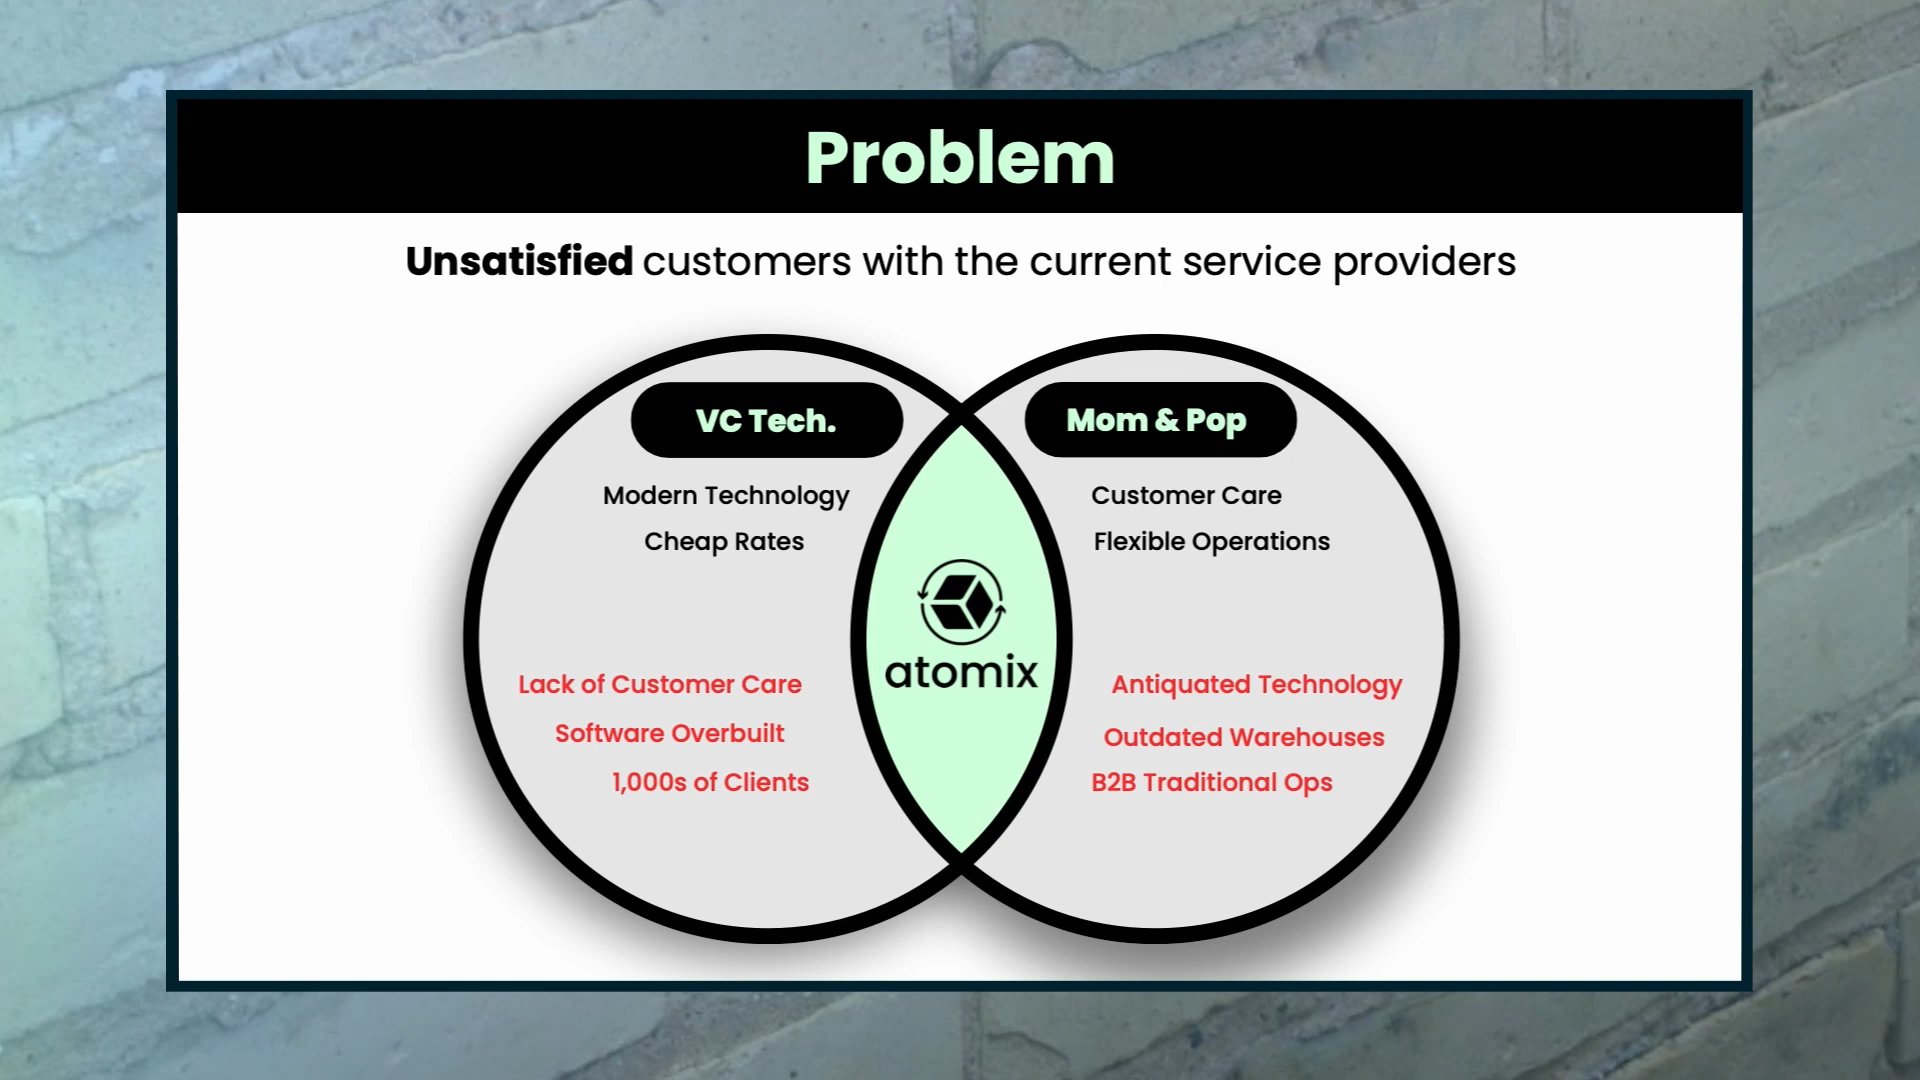 Problem
Unsatisfied customers with the current service providers
VC Tech.
Modern Technology
Cheap Rates
Lack of Customer Care
Software Overbuilt
1,000s of Clients
atomix
Mom & Pop
Customer Care
Flexible Operations
Antiquated Technology
Outdated Warehouses
B2B Traditional Ops